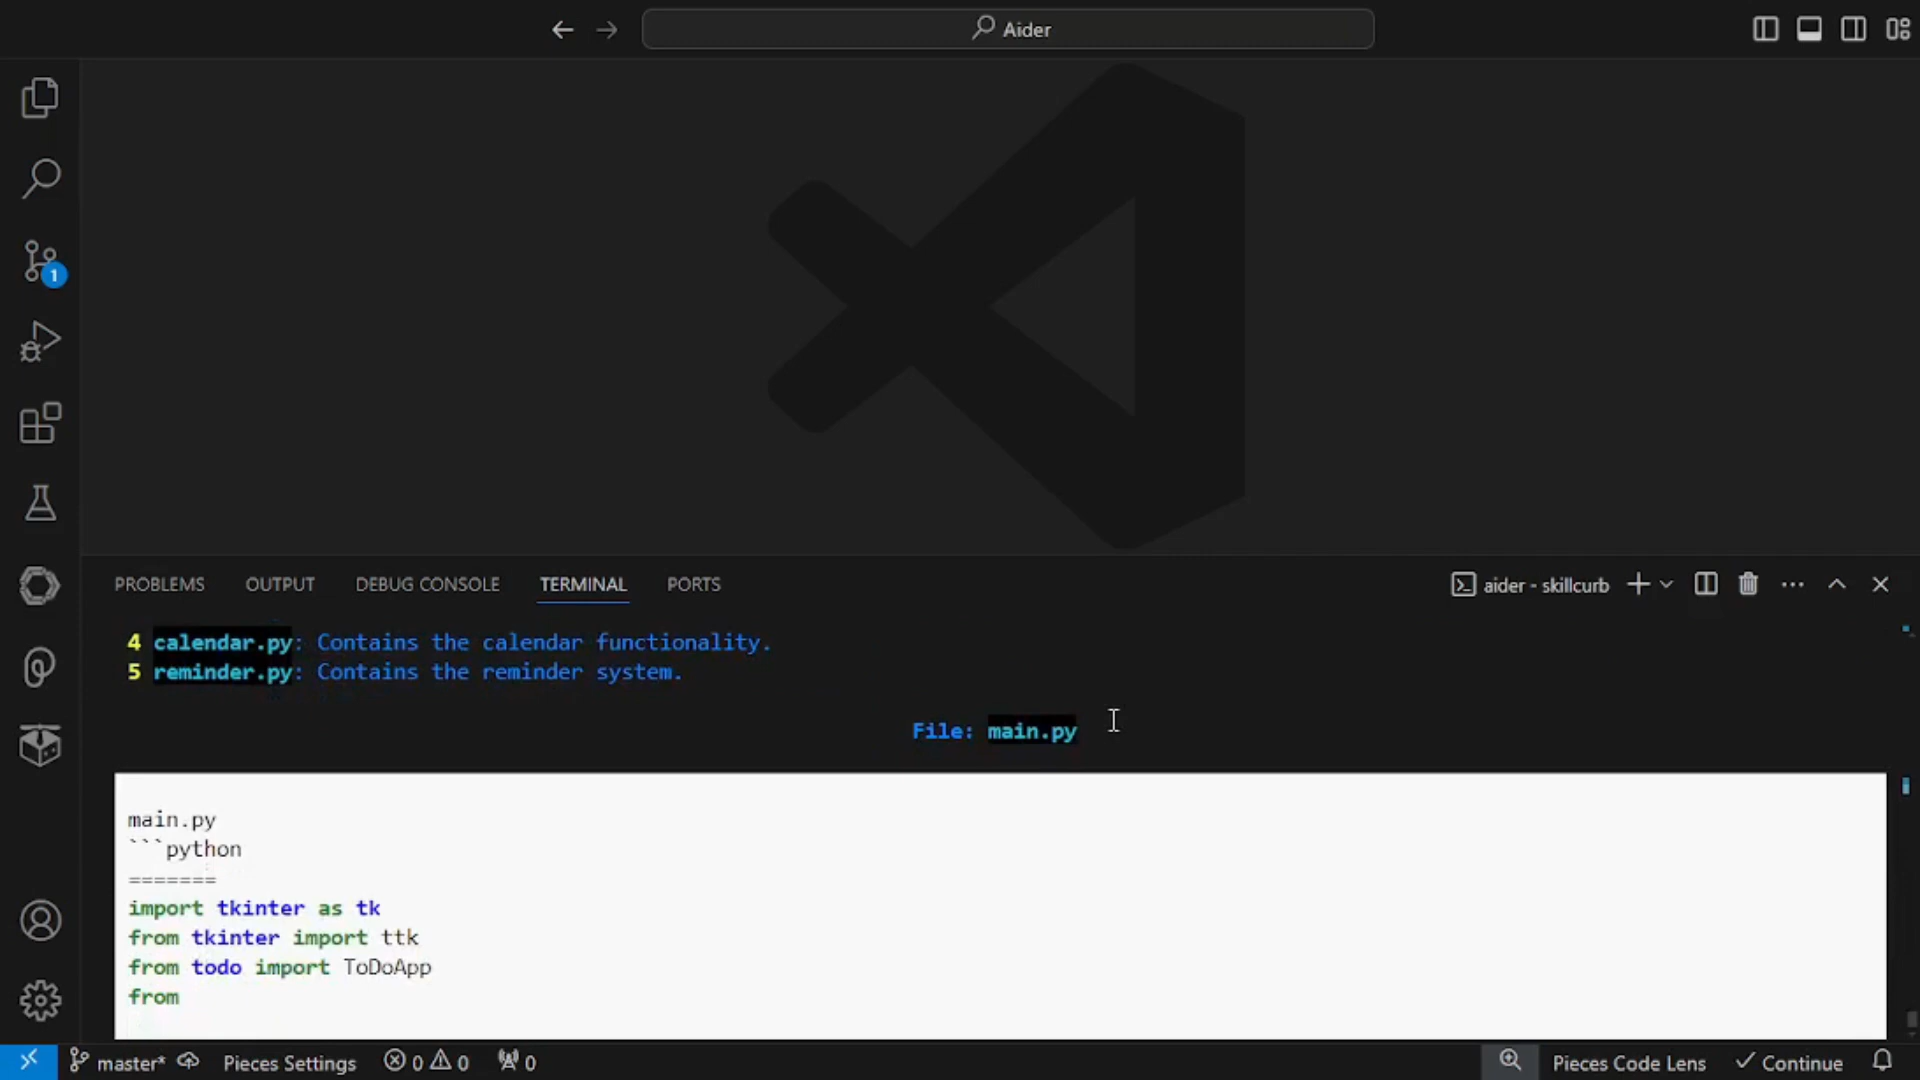 Aider
1
PROBLEMS OUTPUT DEBUG CONSOLE TERMINAL PORTS aider - skillcurb
4 calendar.py: Contains the calendar functionality.
5 reminder.py: Contains the reminder system.
File: main.py
main.py
```python
=======
import tkinter as tk
from tkinter import ttk
from todo import ToDoApp
from
master* Pieces Settings 0 0 0 Pieces Code Lens Continue